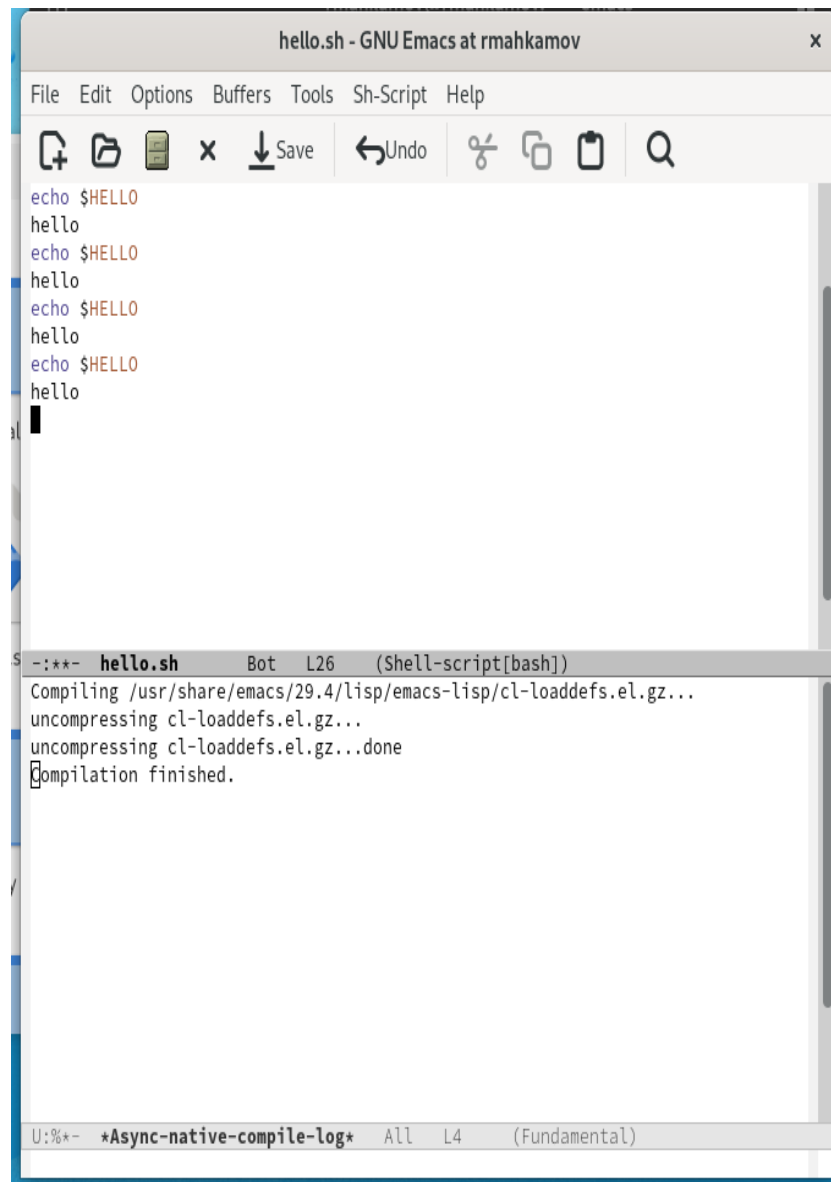 hello.sh - GNU Emacs at rmahkamov
File Edit Options Buffers Tools Sh-Script Help
Save Undo
echo $HELLO
hello
echo $HELLO
hello
echo $HELLO
hello
echo $HELLO
hello
-:**- hello.sh Bot L26 (Shell-script[bash])
Compiling /usr/share/emacs/29.4/lisp/emacs-lisp/cl-loaddefs.el.gz...
uncompressing cl-loaddefs.el.gz...
uncompressing cl-loaddefs.el.gz...done
Compilation finished.
U:%*- *Async-native-compile-log* All L4 (Fundamental)